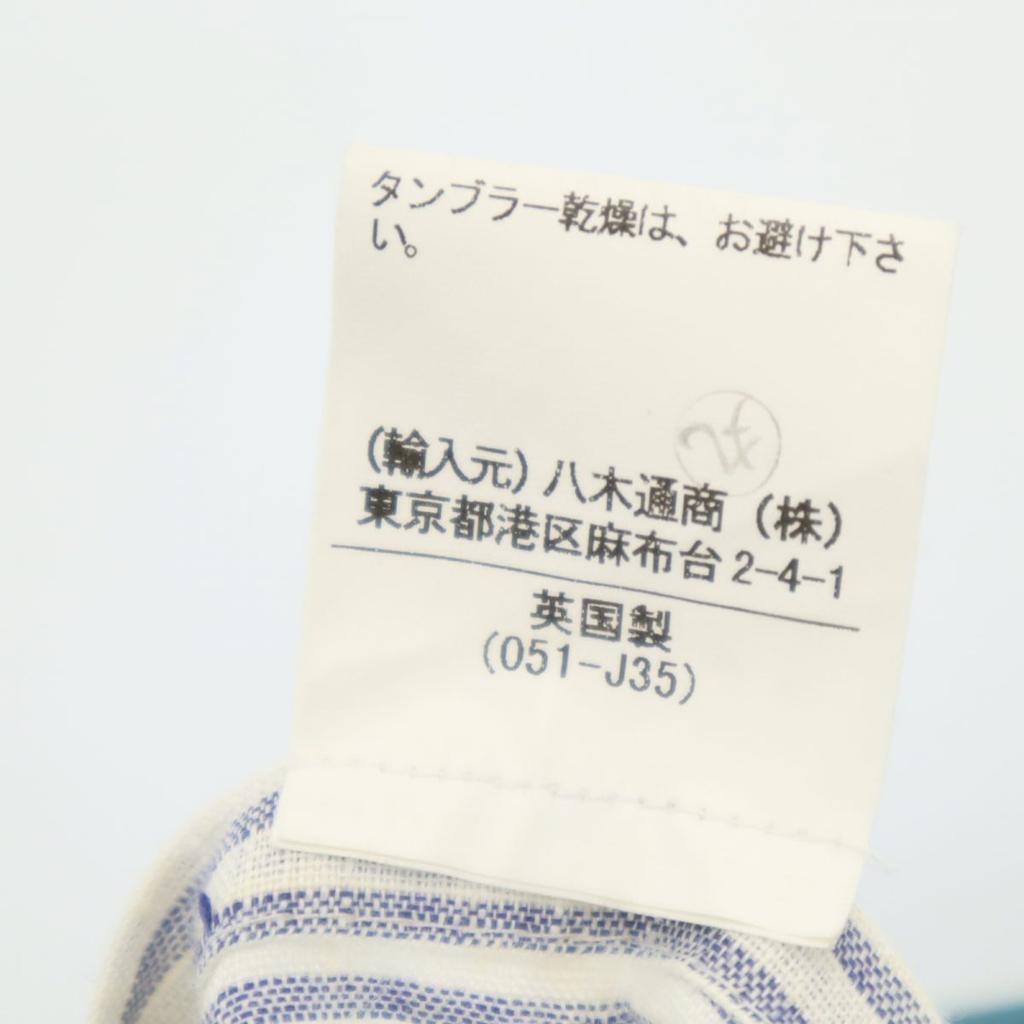 タンブラー乾燥は、お避け下さ
い。
(輸入元) 八木通商 (株)
東京都港区麻布台2-4-1
英国製
(051-J35)